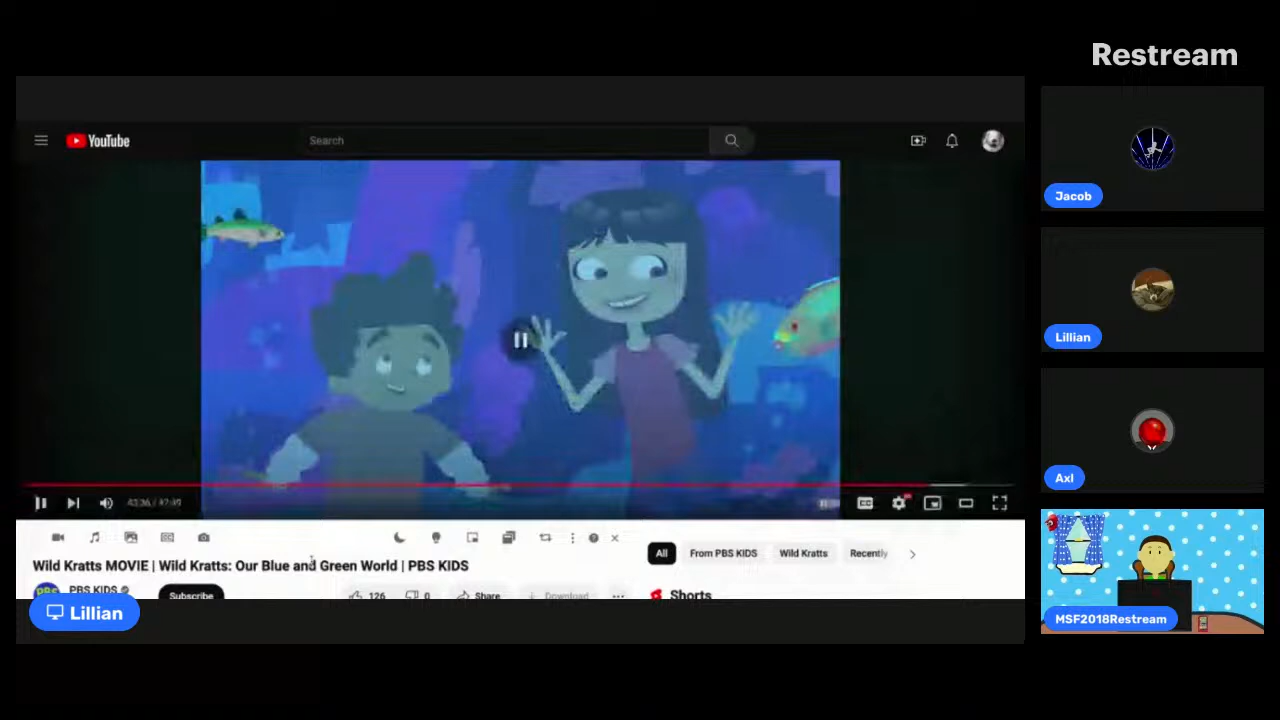 Restream
YouTube
Search
Jacob
Lillian
Axl
MSF2018Restream
Wild Kratts MOVIE | Wild Kratts: Our Blue and Green World | PBS KIDS
PBS KIDS
Subscribe
126
0
Share
Download
All
From PBS KIDS
Wild Kratts
Recently
Shorts
Lillian